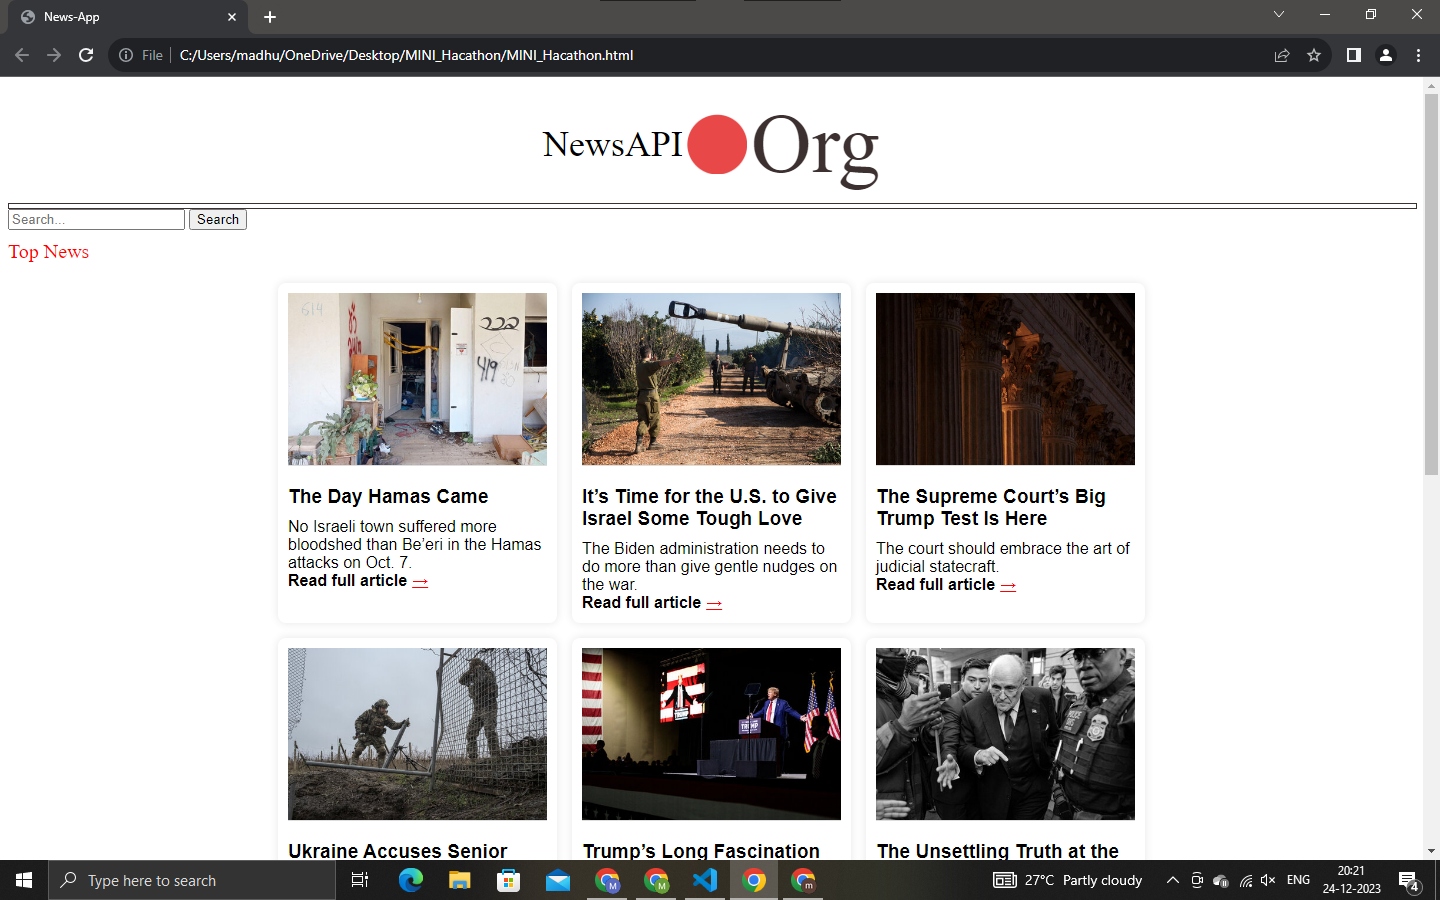 News-App
File
C:/Users/madhu/OneDrive/Desktop/MINI_Hacathon/MINI_Hacathon.html
NewsAPI Org
Search...
Search
Top News
614
222
419
The Day Hamas Came
No Israeli town suffered more
bloodshed than Be’eri in the Hamas
attacks on Oct. 7.
Read full article →
It’s Time for the U.S. to Give
Israel Some Tough Love
The Biden administration needs to
do more than give gentle nudges on
the war.
Read full article →
The Supreme Court’s Big
Trump Test Is Here
The court should embrace the art of
judicial statecraft.
Read full article →
TRUMP
POLICE
Ukraine Accuses Senior
Trump’s Long Fascination
The Unsettling Truth at the
Type here to search
M
M
m
27°C Partly cloudy
ENG
20:21
24-12-2023
4